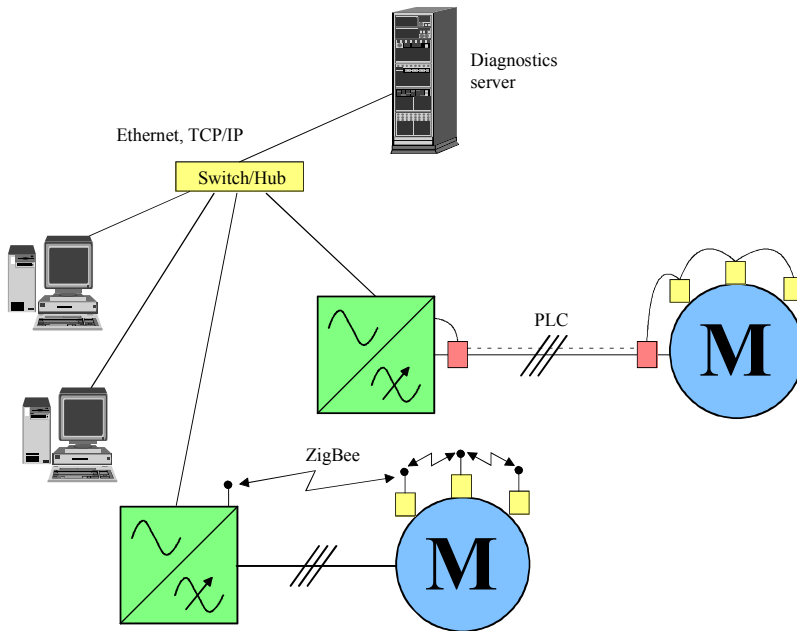 Diagnostics
server
Ethernet, TCP/IP
Switch/Hub
PLC
M
ZigBee
M